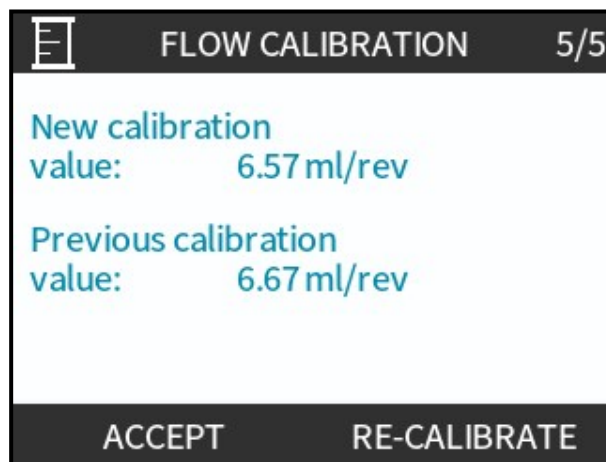 FLOW CALIBRATION 5/5
New calibration
value: 6.57 ml/rev
Previous calibration
value: 6.67 ml/rev
ACCEPT RE-CALIBRATE